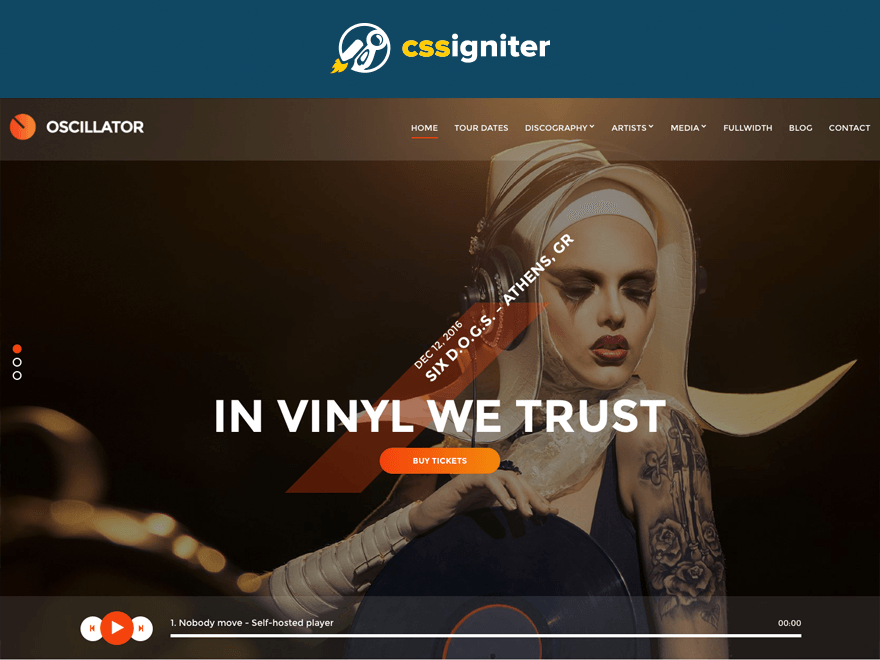 cssigniter
OSCILLATOR
HOME TOUR DATES DISCOGRAPHY ARTISTS MEDIA FULLWIDTH BLOG CONTACT
DEC 12, 2016
SIX D.O.G.S. – ATHENS, GR
IN VINYL WE TRUST
BUY TICKETS
1. Nobody move - Self-hosted player 00:00